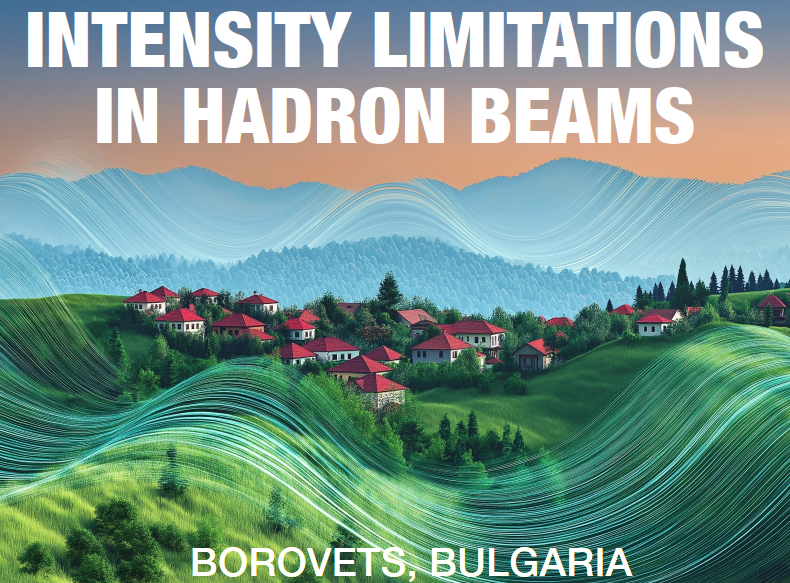 INTENSITY LIMITATIONS
IN HADRON BEAMS
BOROVETS, BULGARIA